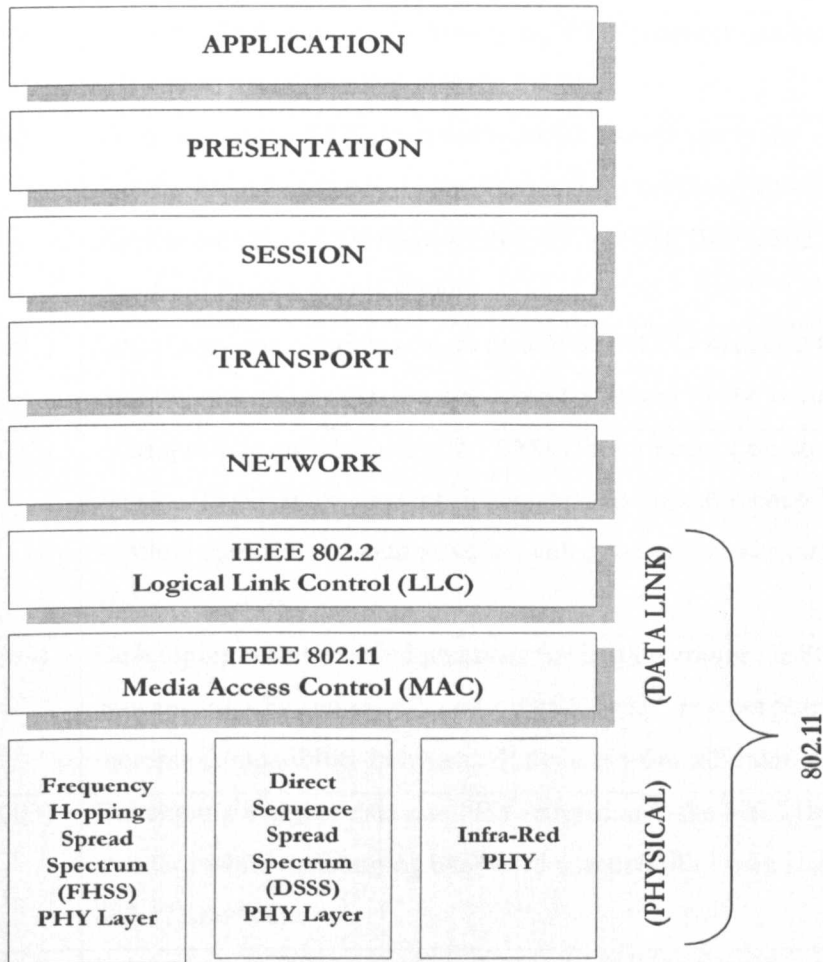 APPLICATION
PRESENTATION
SESSION
TRANSPORT
NETWORK
IEEE 802.2
Logical Link Control (LLC)
IEEE 802.11
Media Access Control (MAC)
Frequency
Hopping
Spread
Spectrum
(FHSS)
PHY Layer
Direct
Sequence
Spread
Spectrum
(DSSS)
PHY Layer
Infra-Red
PHY
(DATA LINK)
(PHYSICAL)
802.11